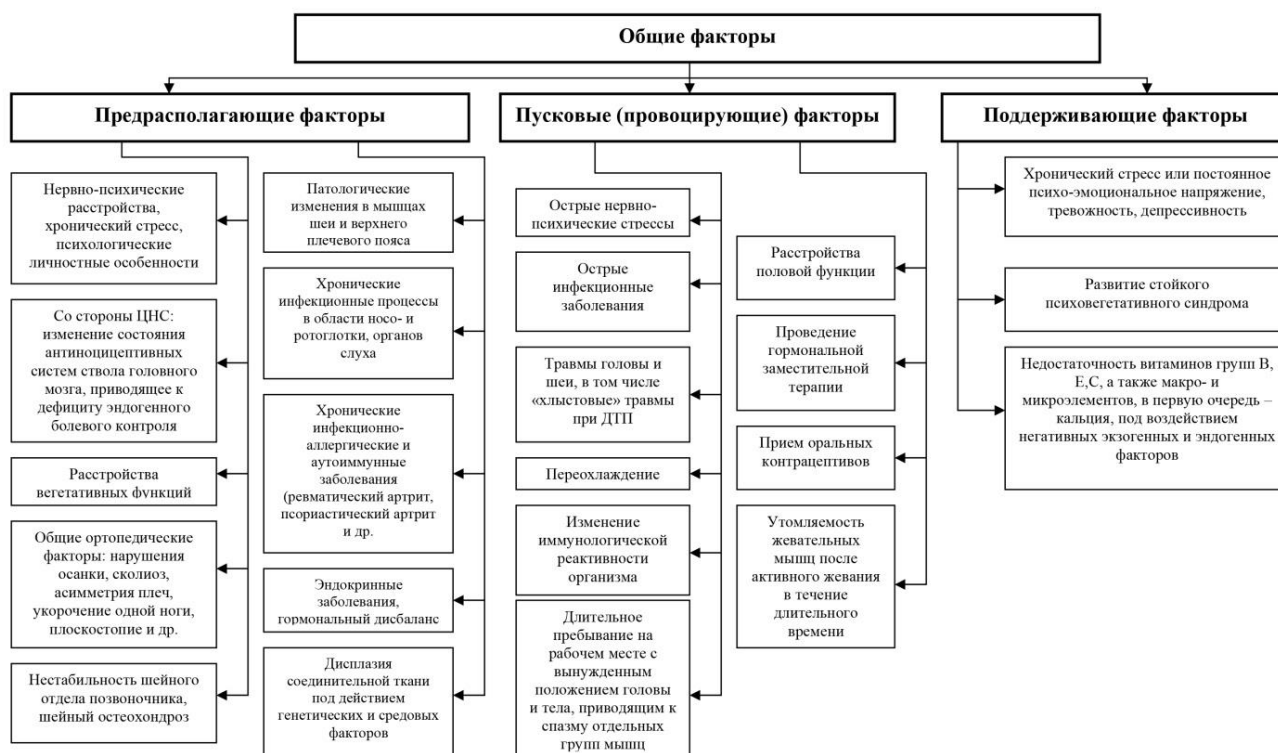 Общие факторы
Предрасполагающие факторы
Нервно-психические
расстройства,
хронический стресс,
психологические
личностные особенности
Со стороны ЦНС:
изменение состояния
антиноцицептивных
систем ствола головного
мозга, приводящее к
дефициту эндогенного
болевого контроля
Расстройства
вегетативных функций
Общие ортопедические
факторы: нарушения
осанки, сколиоз,
асимметрия плеч,
укорочение одной ноги,
плоскостопие и др.
Нестабильность шейного
отдела позвоночника,
шейный остеохондроз
Патологические
изменения в мышцах
шеи и верхнего
плечевого пояса
Хронические
инфекционные процессы
в области носо- и
ротоглотки, органов
слуха
Хронические
инфекционно-
аллергические и
аутоиммунные
заболевания
(ревматический артрит,
псориастический артрит
и др.
Эндокринные
заболевания,
гормональный дисбаланс
Дисплазия
соединительной ткани
под действием
генетических и средовых
факторов
Пусковые (провоцирующие) факторы
Острые нервно-
психические стрессы
Острые
инфекционные
заболевания
Травмы головы и
шеи, в том числе
«хлыстовые» травмы
при ДТП
Переохлаждение
Изменение
иммунологической
реактивности
организма
Длительное
пребывание на
рабочем месте с
вынужденным
положением головы
и тела, приводящим к
спазму отдельных
групп мышц
Расстройства
половой функции
Проведение
гормональной
заместительной
терапии
Прием оральных
контрацептивов
Утомляемость
жевательных
мышц после
активного жевания
в течение
длительного
времени
Поддерживающие факторы
Хронический стресс или постоянное
психо-эмоциональное напряжение,
тревожность, депрессивность
Развитие стойкого
психовегетативного синдрома
Недостаточность витаминов групп В,
Е,С, а также макро- и
микроэлементов, в первую очередь –
кальция, под воздействием
негативных экзогенных и эндогенных
факторов